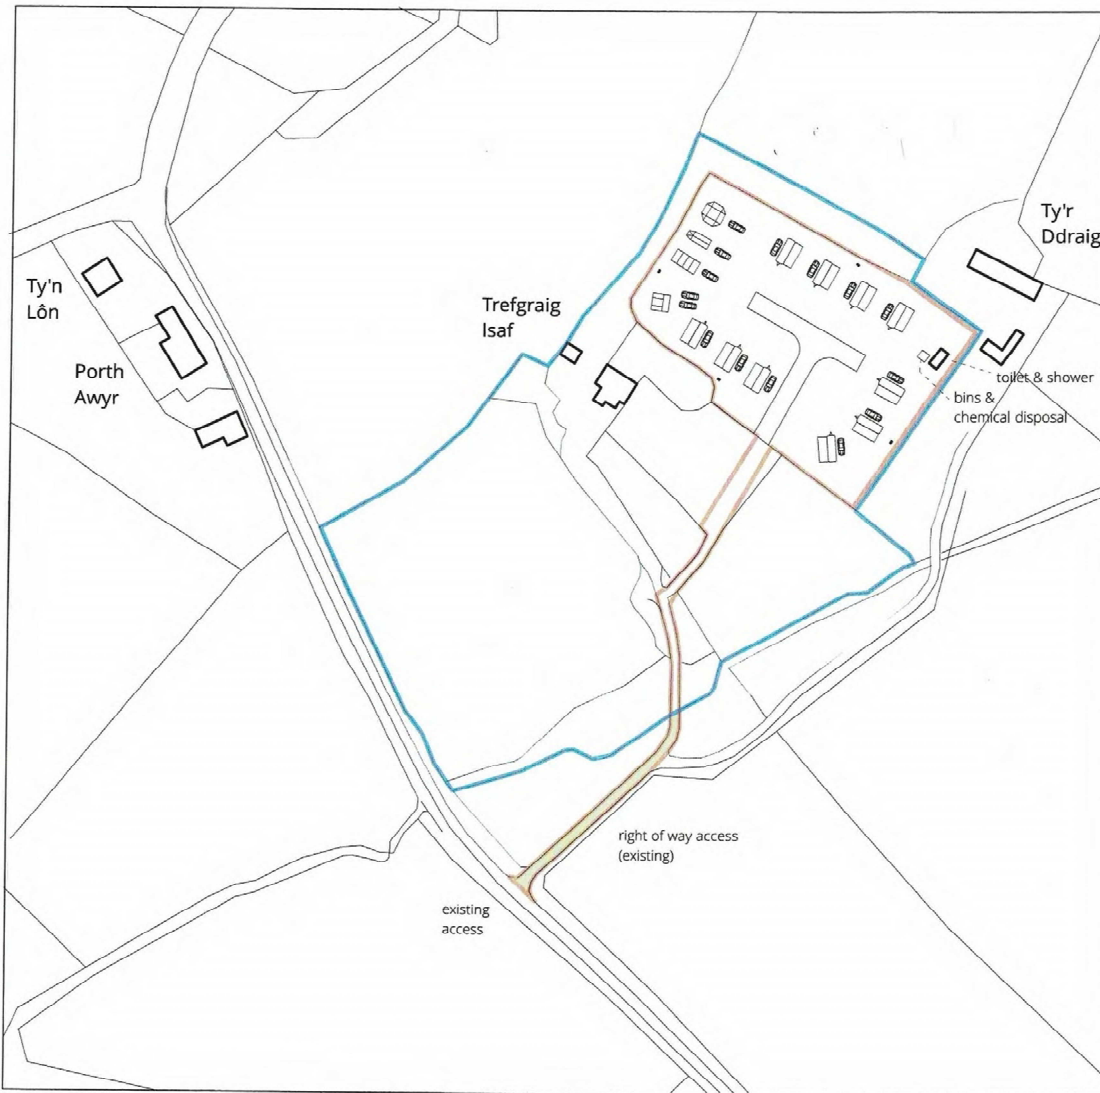 Ty'r
Ddraig
Ty'n
Lôn
Trefgraig
Isaf
Porth
Awyr
toilet & shower
bins &
chemical disposal
right of way access
(existing)
existing
access